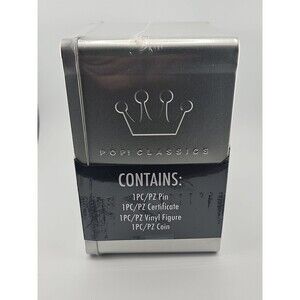 POP! CLASSICS
CONTAINS:
1PC/PZ Pin
1PC/PZ Certificate
1PC/PZ Vinyl Figure
1PC/PZ Coin